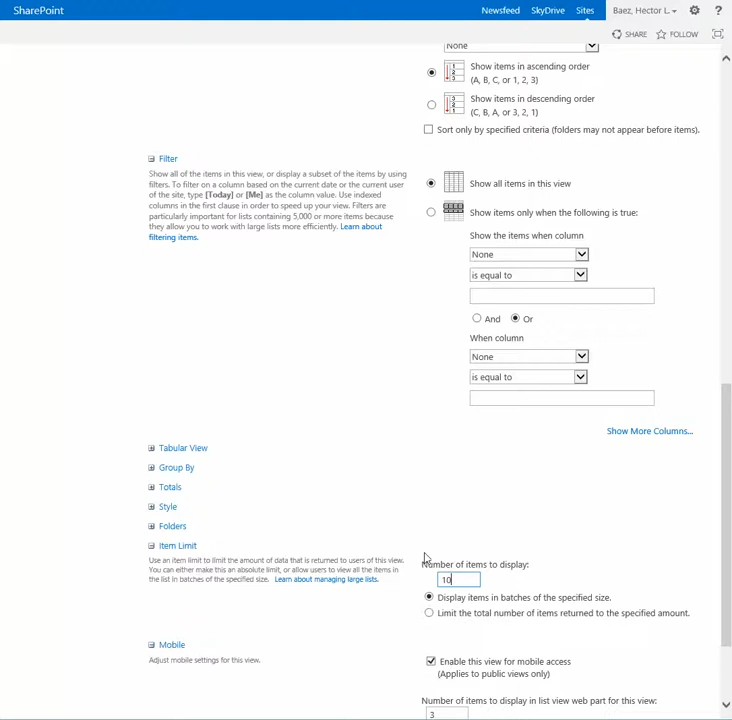 SharePoint
Newsfeed SkyDrive Sites Baez, Hector L. ?
SHARE FOLLOW
None
Show items in ascending order
(A, B, C, or 1, 2, 3)
Show items in descending order
(C, B, A, or 3, 2, 1)
Sort only by specified criteria (folders may not appear before items).
Filter
Show all of the items in this view, or display a subset of the items by using
filters. To filter on a column based on the current date or the current user
of the site, type [Today] or [Me] as the column value. Use indexed
columns in the first clause in order to speed up your view. Filters are
particularly important for lists containing 5,000 or more items because
they allow you to work with large lists more efficiently. Learn about
filtering items.
Show all items in this view
Show items only when the following is true:
Show the items when column
None
is equal to
And Or
When column
None
is equal to
Show More Columns...
Tabular View
Group By
Totals
Style
Folders
Item Limit
Use an item limit to limit the amount of data that is returned to users of this view.
You can either make this an absolute limit, or allow users to view all the items in
the list in batches of the specified size. Learn about managing large lists.
Number of items to display:
10
Display items in batches of the specified size.
Limit the total number of items returned to the specified amount.
Mobile
Adjust mobile settings for this view.
Enable this view for mobile access
(Applies to public views only)
Number of items to display in list view web part for this view:
3